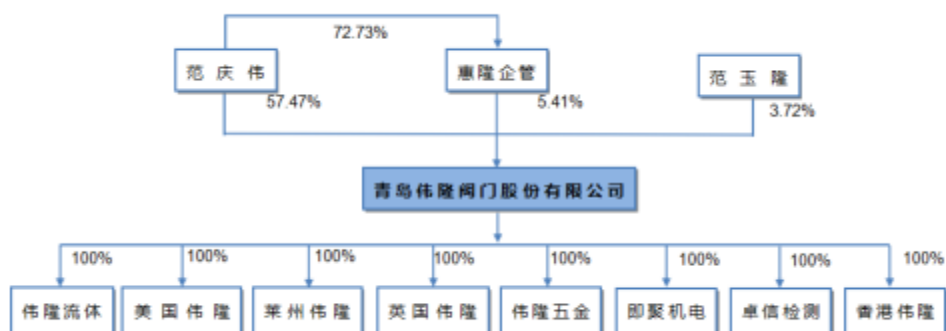 72.73%
范庆伟 惠隆企管 范玉隆
57.47% 5.41% 3.72%
青岛伟隆阀门股份有限公司
100% 100% 100% 100% 100% 100% 100% 100%
伟隆流体 美国伟隆 莱州伟隆 英国伟隆 伟隆五金 即聚机电 卓信检测 香港伟隆